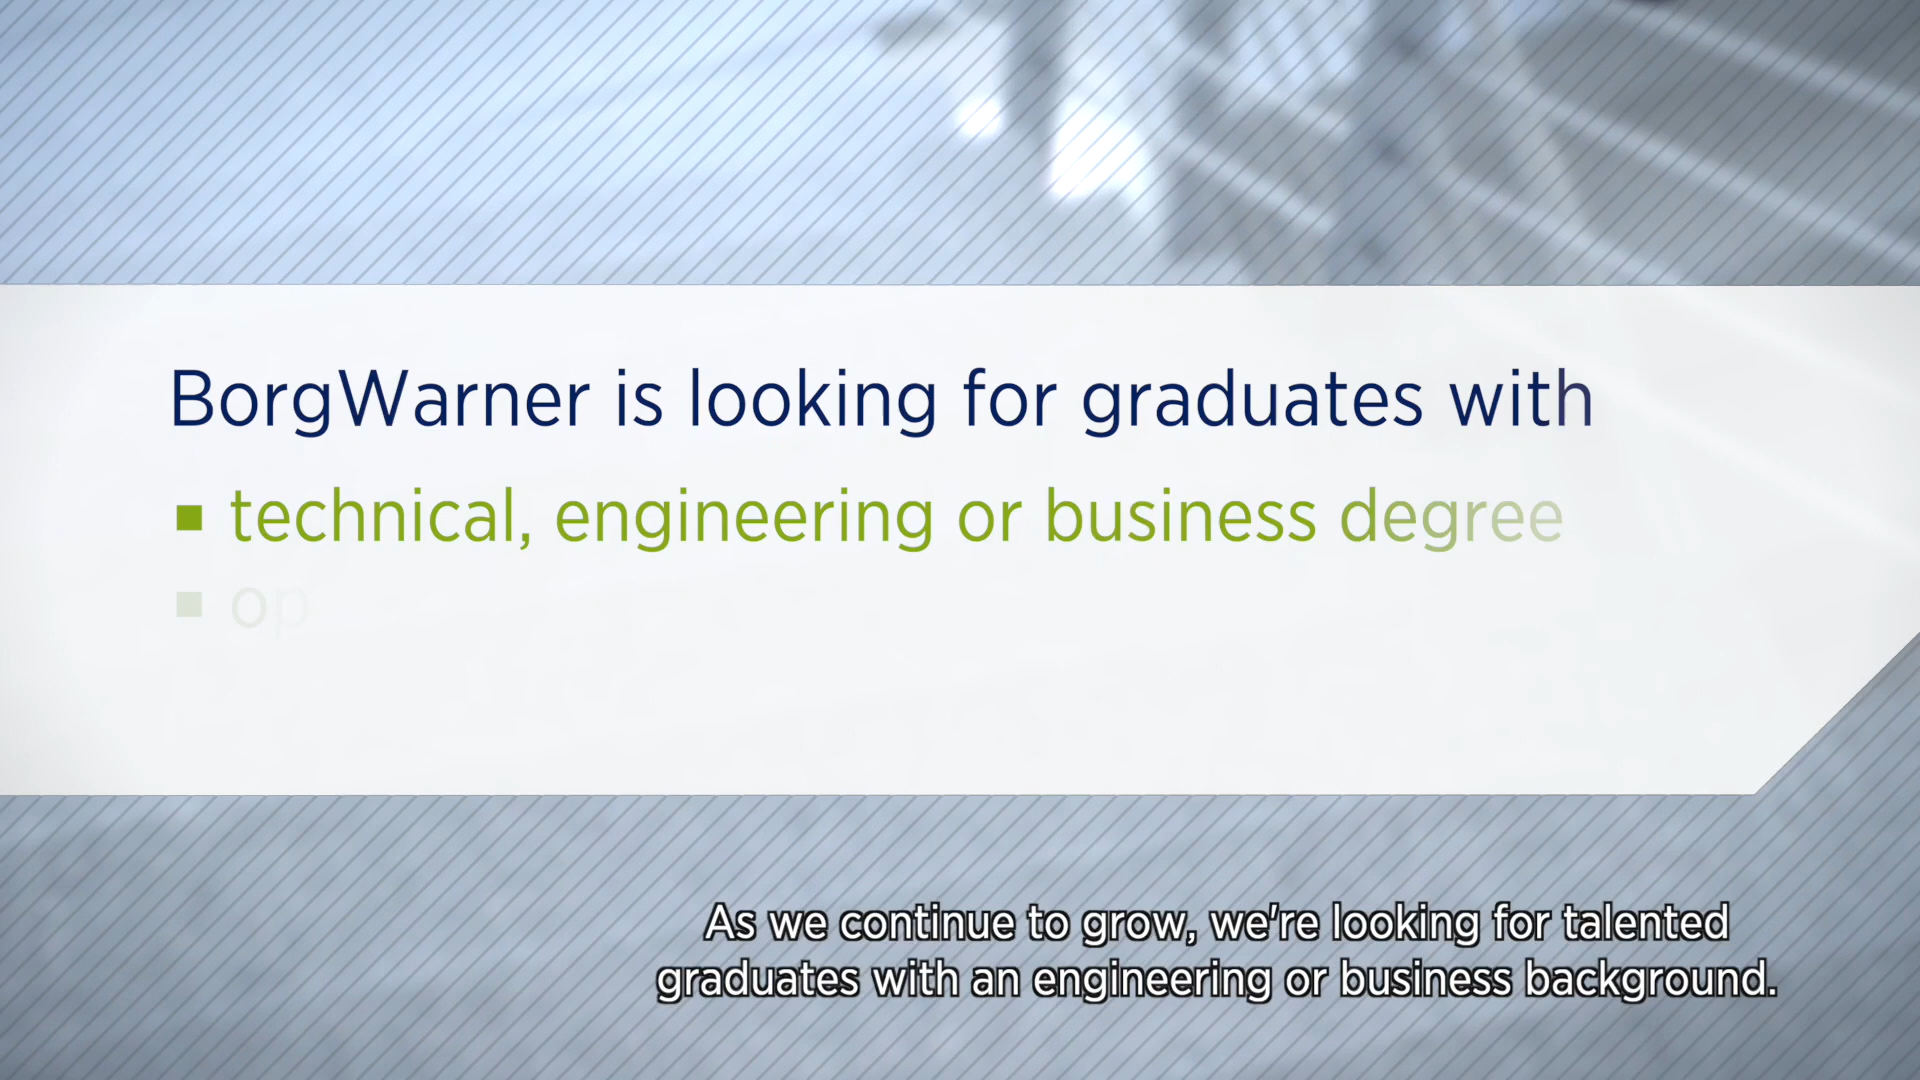 BorgWarner is looking for graduates with
▪ technical, engineering or business degree
▪ op
As we continue to grow, we're looking for talented
graduates with an engineering or business background.